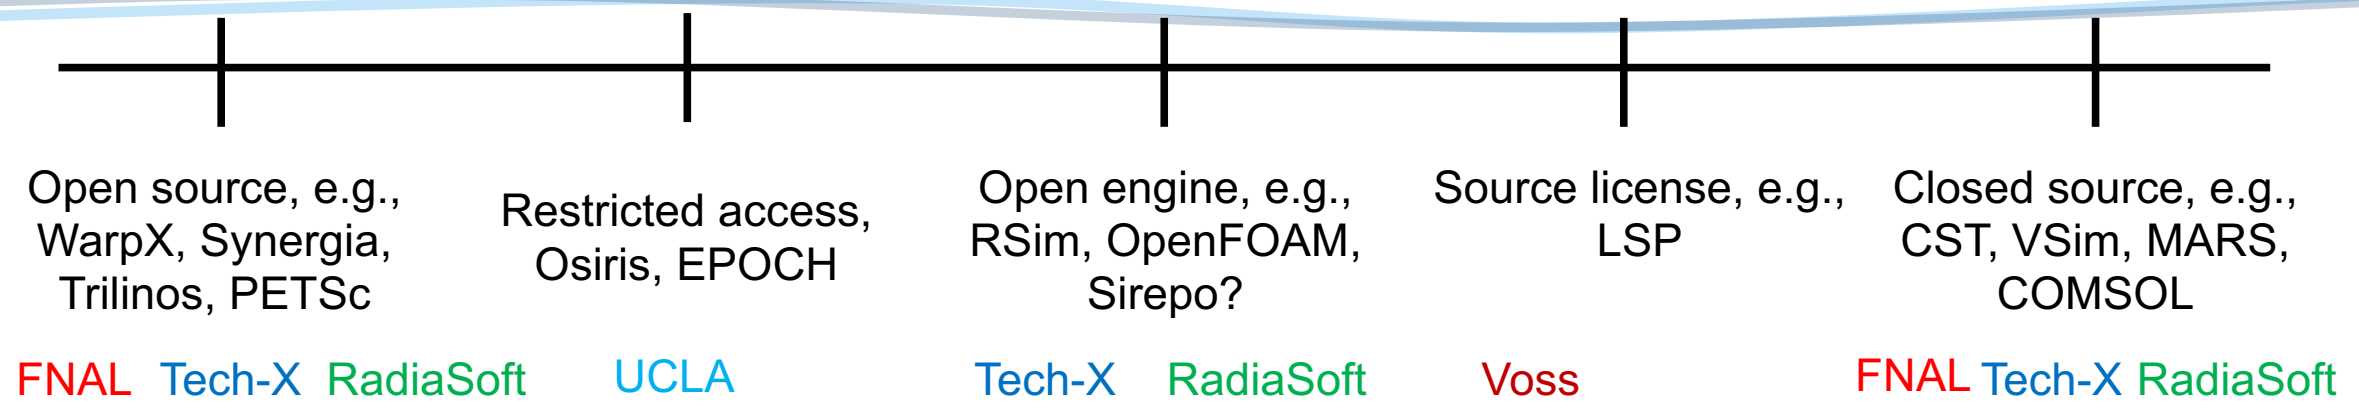 Open source, e.g.,
WarpX, Synergia,
Trilinos, PETSc
Restricted access,
Osiris, EPOCH
Open engine, e.g.,
RSim, OpenFOAM,
Sirepo?
Source license, e.g.,
LSP
Closed source, e.g.,
CST, VSim, MARS,
COMSOL
FNAL Tech-X RadiaSoft UCLA Tech-X RadiaSoft Voss FNAL Tech-X RadiaSoft